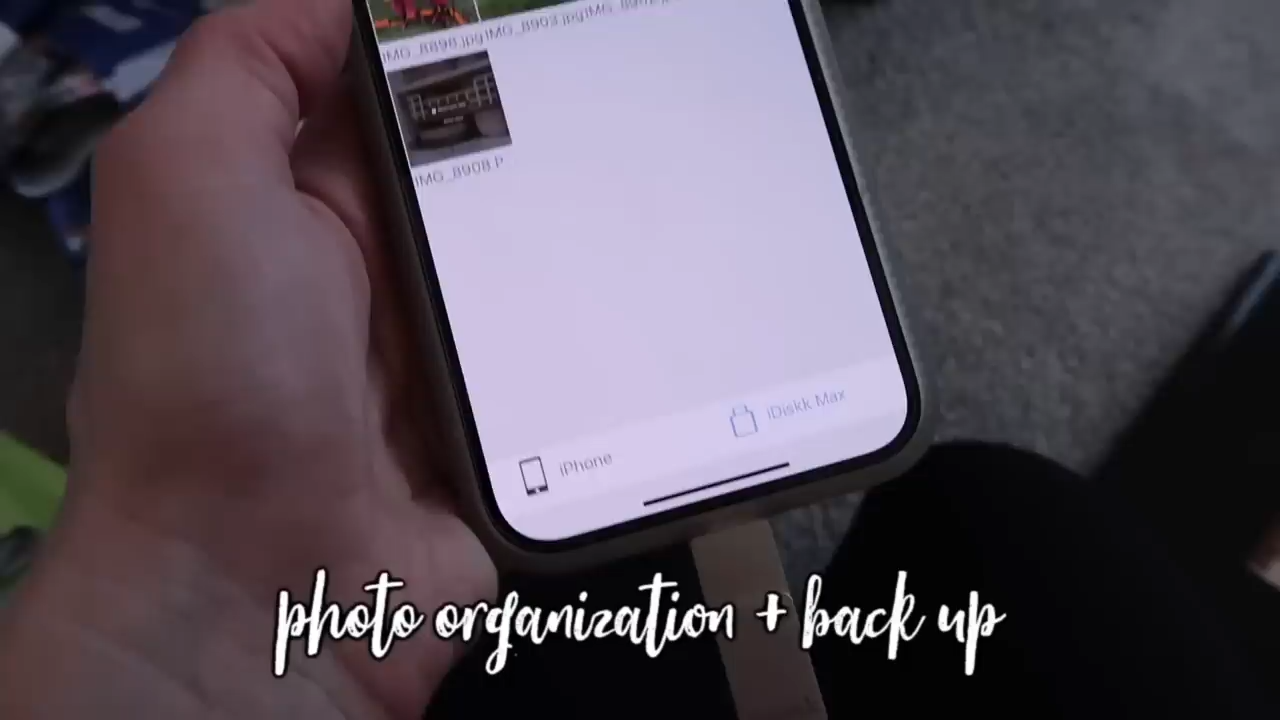 IMG_8898.jpg IMG_8903.jpg
IMG_8908.P
iPhone
iDiskk Max
photo organization + back up